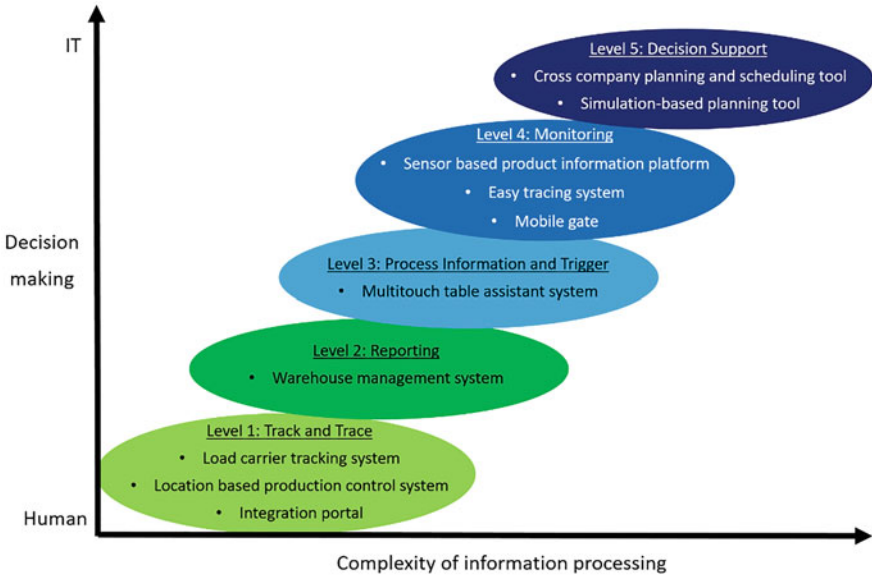 IT
Level 5: Decision Support
• Cross company planning and scheduling tool
• Simulation-based planning tool
Level 4: Monitoring
• Sensor based product information platform
• Easy tracing system
• Mobile gate
Decision
making
Level 3: Process Information and Trigger
• Multitouch table assistant system
Level 2: Reporting
• Warehouse management system
Level 1: Track and Trace
• Load carrier tracking system
• Location based production control system
• Integration portal
Human
Complexity of information processing